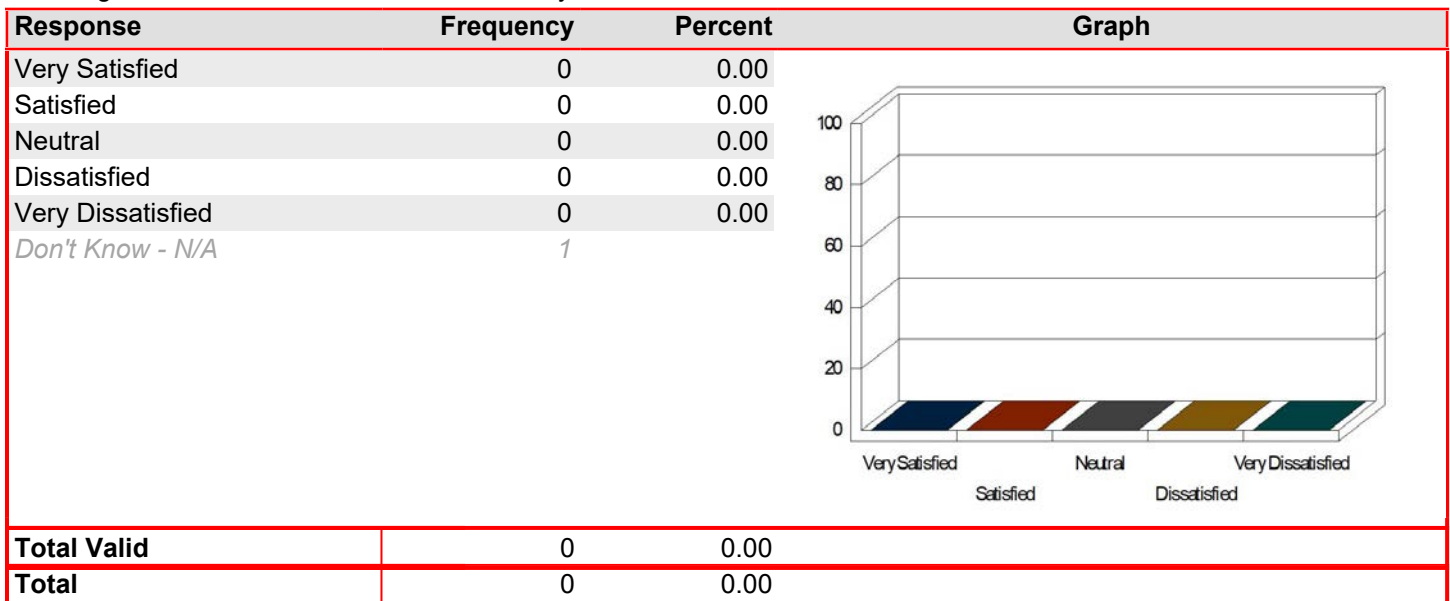 Response Frequency Percent Graph
Very Satisfied 0 0.00
Satisfied 0 0.00
Neutral 0 0.00
Dissatisfied 0 0.00
Very Dissatisfied 0 0.00
Don't Know - N/A 1
100
80
60
40
20
0
Very Satisfied Neutral Very Dissatisfied
Satisfied Dissatisfied
Total Valid 0 0.00
Total 0 0.00